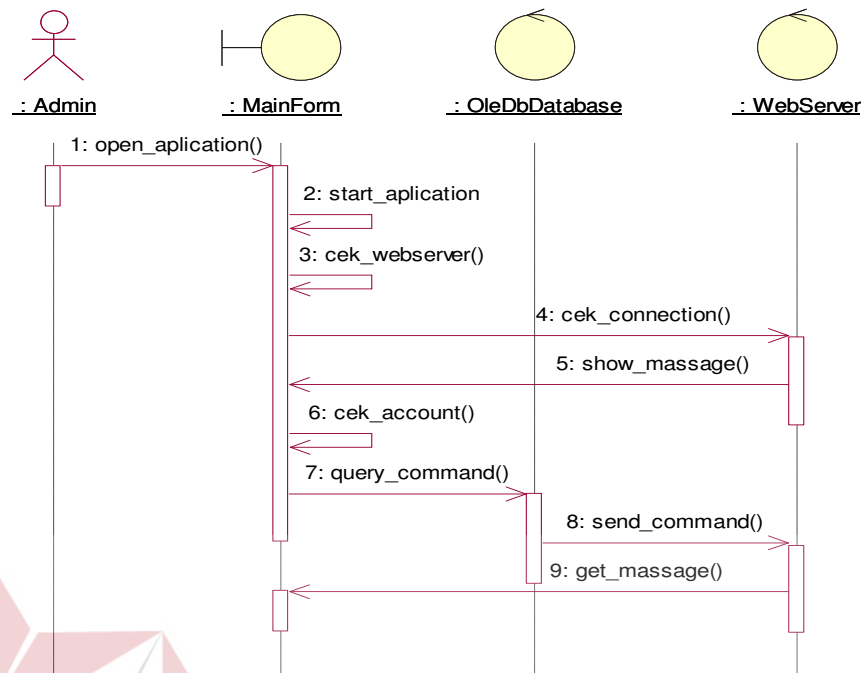 : Admin
: MainForm
: OleDbDatabase
: WebServer
1: open_aplication()
2: start_aplication
3: cek_webserver()
4: cek_connection()
5: show_massage()
6: cek_account()
7: query_command()
8: send_command()
9: get_massage()